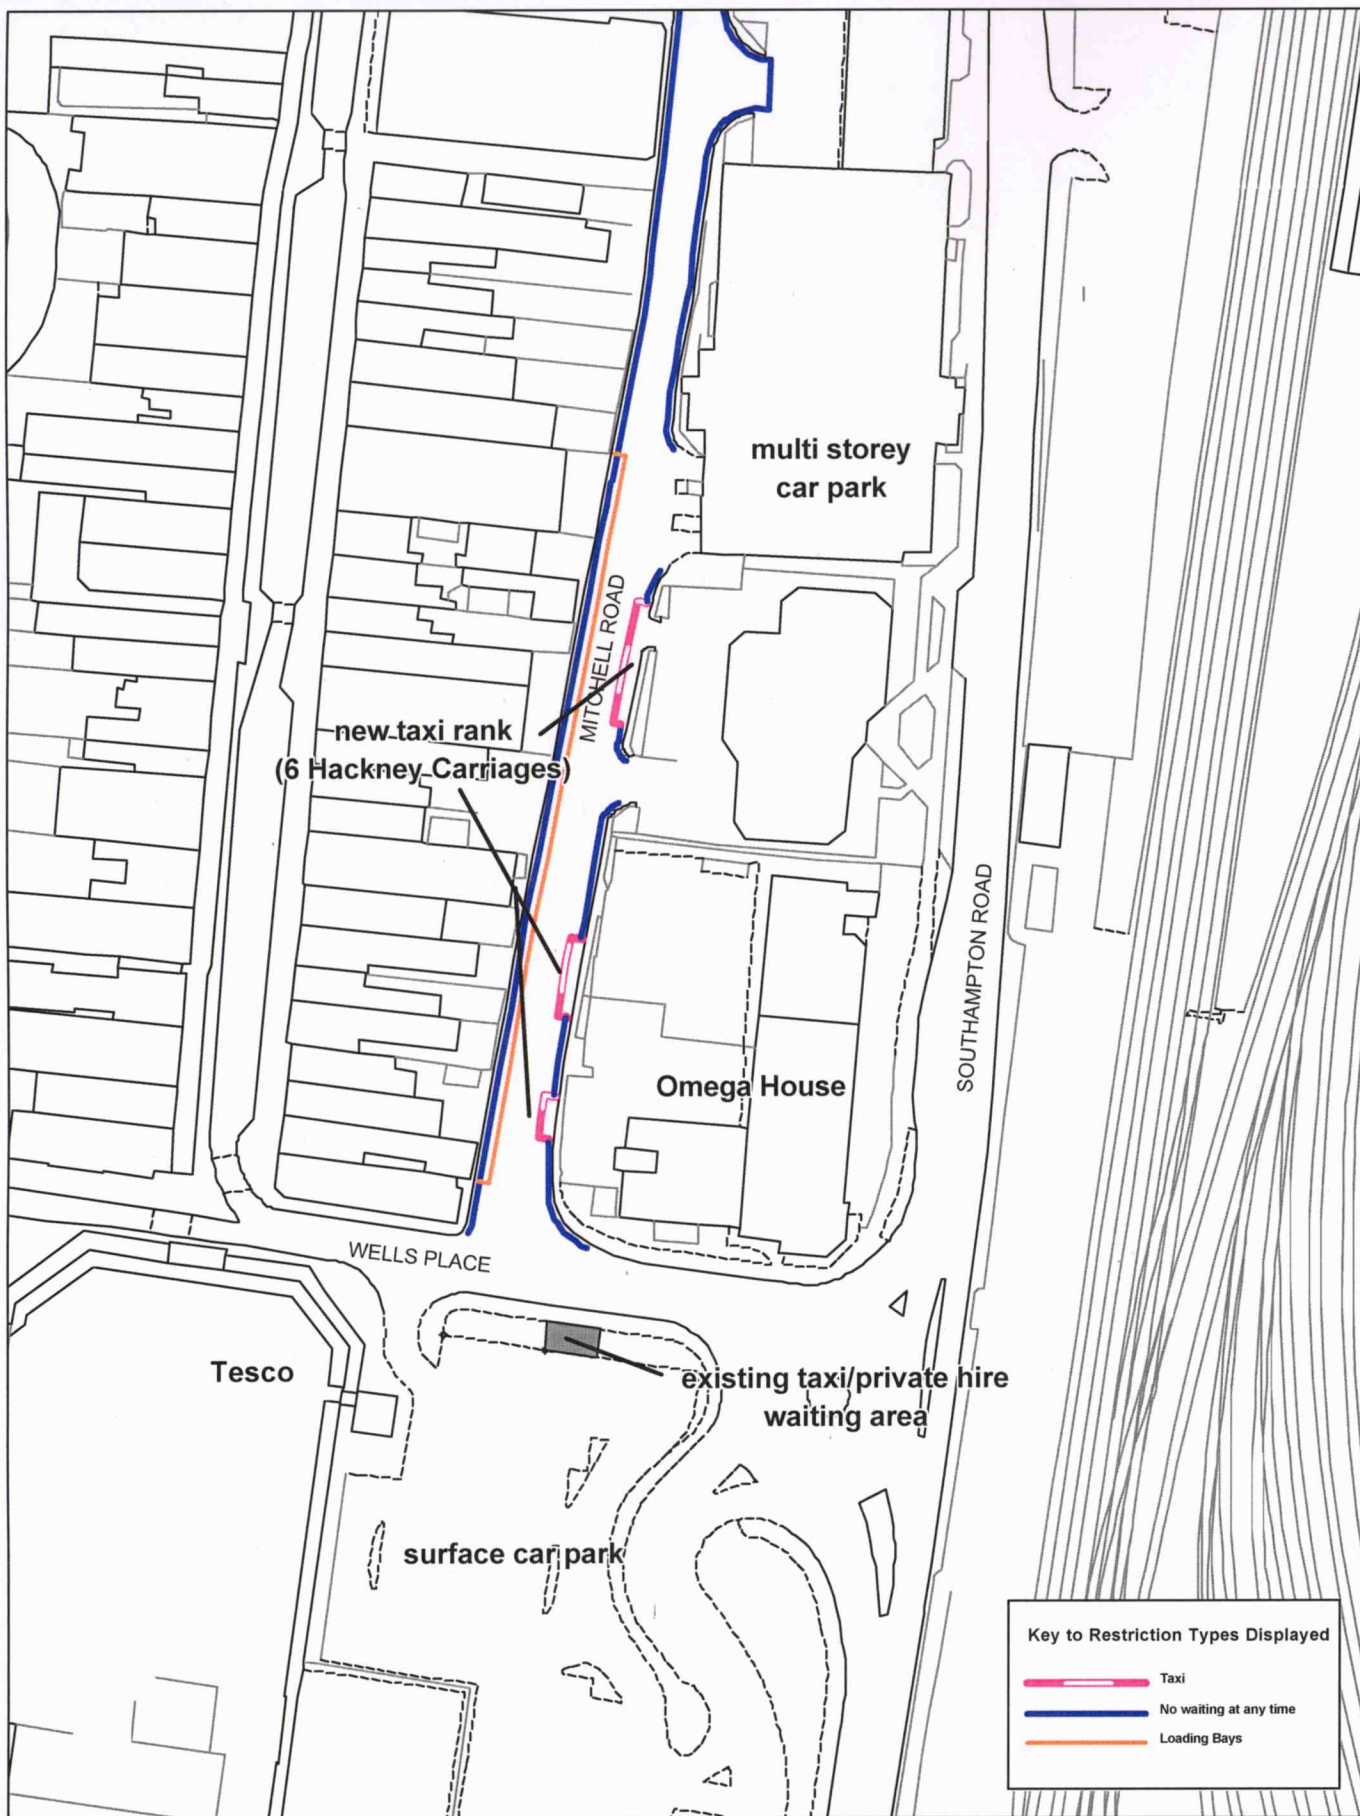 multi storey
car park
MITCHELL ROAD
new taxi rank
(6 Hackney Carriages)
SOUTHAMPTON ROAD
Omega House
WELLS PLACE
Tesco
existing taxi/private hire
waiting area
surface car park
Key to Restriction Types Displayed
Taxi
No waiting at any time
Loading Bays